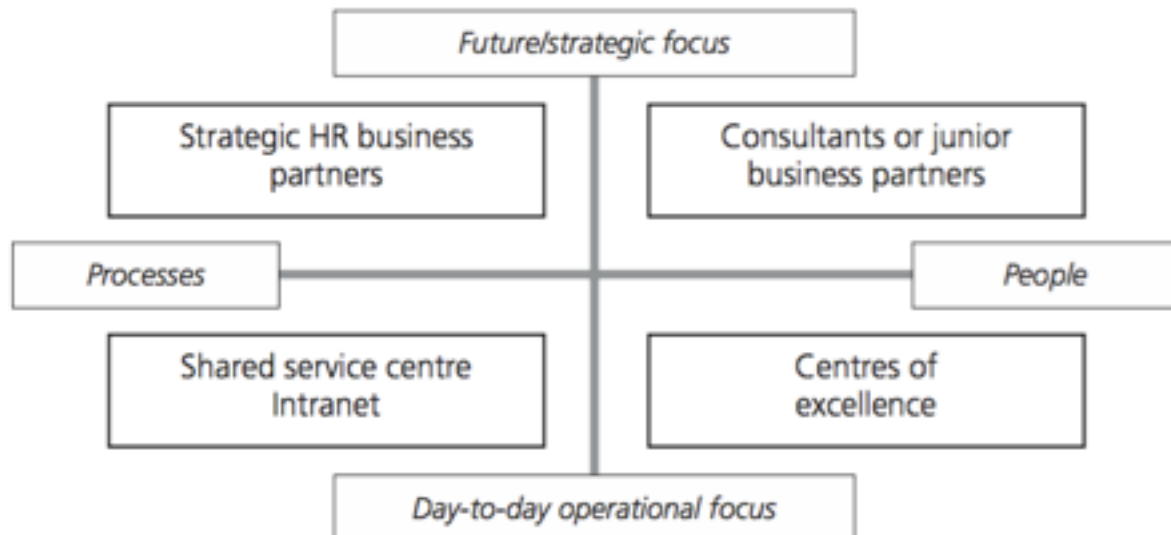 Future/strategic focus
Strategic HR business
partners
Consultants or junior
business partners
Processes
People
Shared service centre
Intranet
Centres of
excellence
Day-to-day operational focus